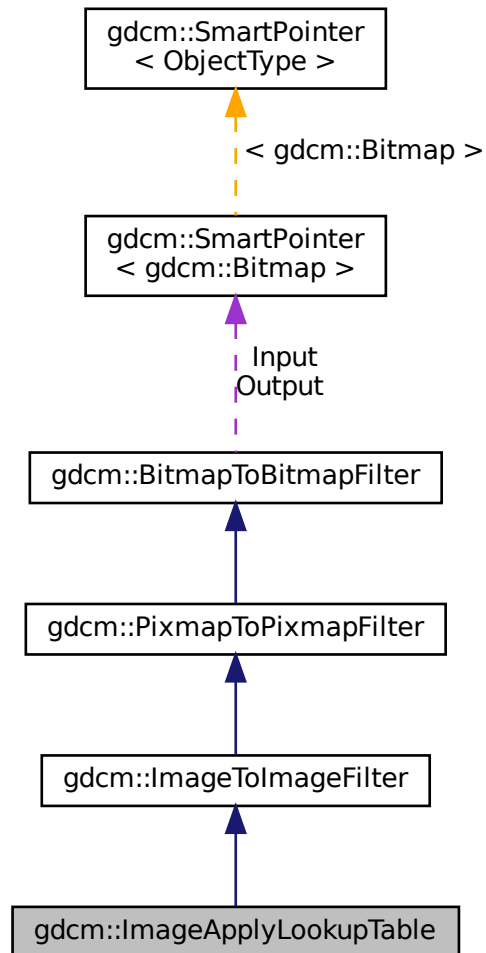 gdcm::SmartPointer
< ObjectType >
< gdcm::Bitmap >
gdcm::SmartPointer
< gdcm::Bitmap >
Input
Output
gdcm::BitmapToBitmapFilter
gdcm::PixmapToPixmapFilter
gdcm::ImageToImageFilter
gdcm::ImageApplyLookupTable